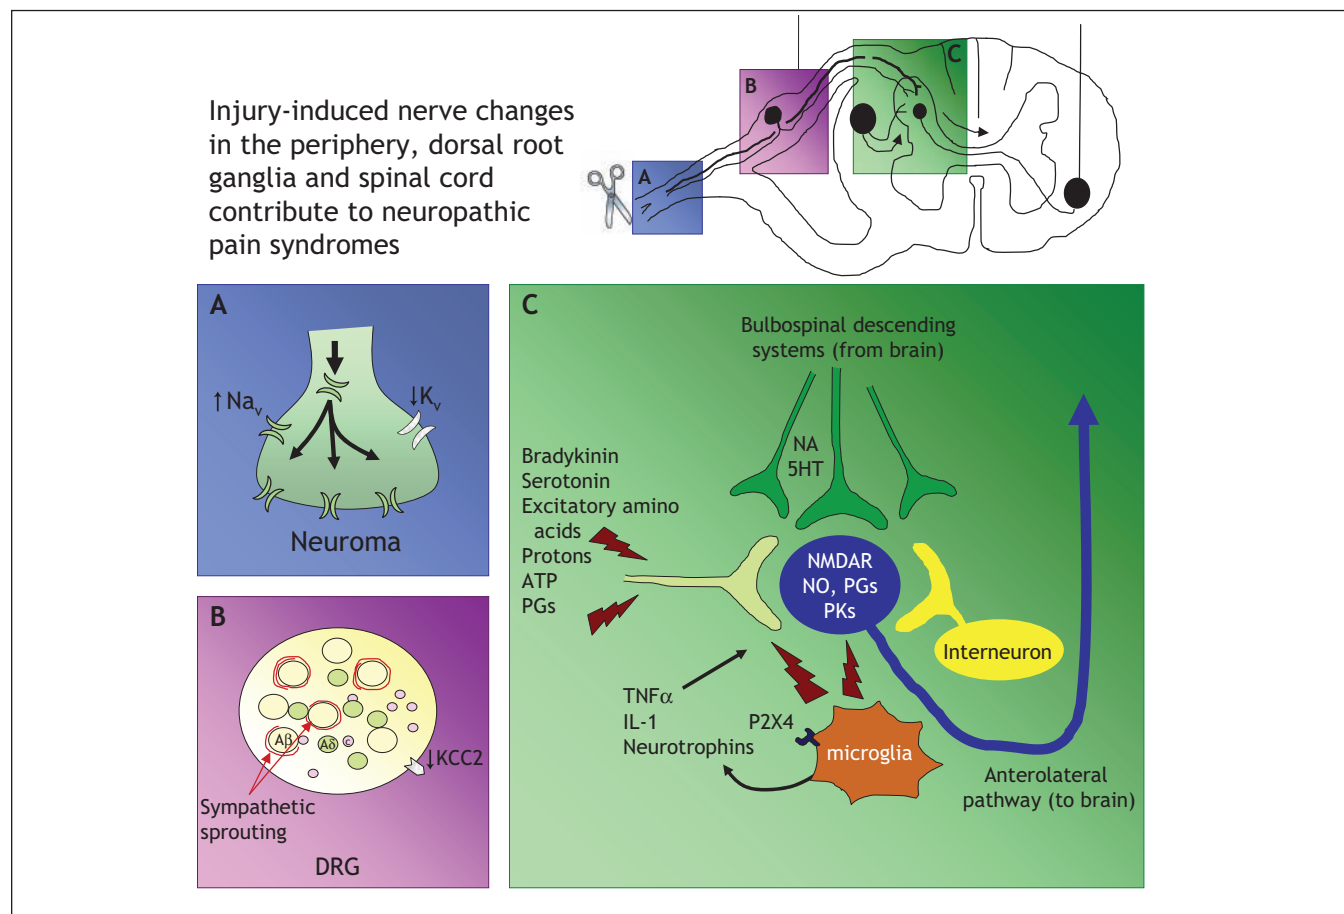 Injury-induced nerve changes
in the periphery, dorsal root
ganglia and spinal cord
contribute to neuropathic
pain syndromes
A
B
C
A
↑Naᵥ
↓Kᵥ
Neuroma
B
Aβ
Aδ
c
↓KCC2
Sympathetic
sprouting
DRG
C
Bulbospinal descending
systems (from brain)
NA
5HT
Bradykinin
Serotonin
Excitatory amino
acids
Protons
ATP
PGs
NMDAR
NO, PGs
PKs
Interneuron
TNFα
IL-1
Neurotrophins
P2X4
microglia
Anterolateral
pathway (to brain)